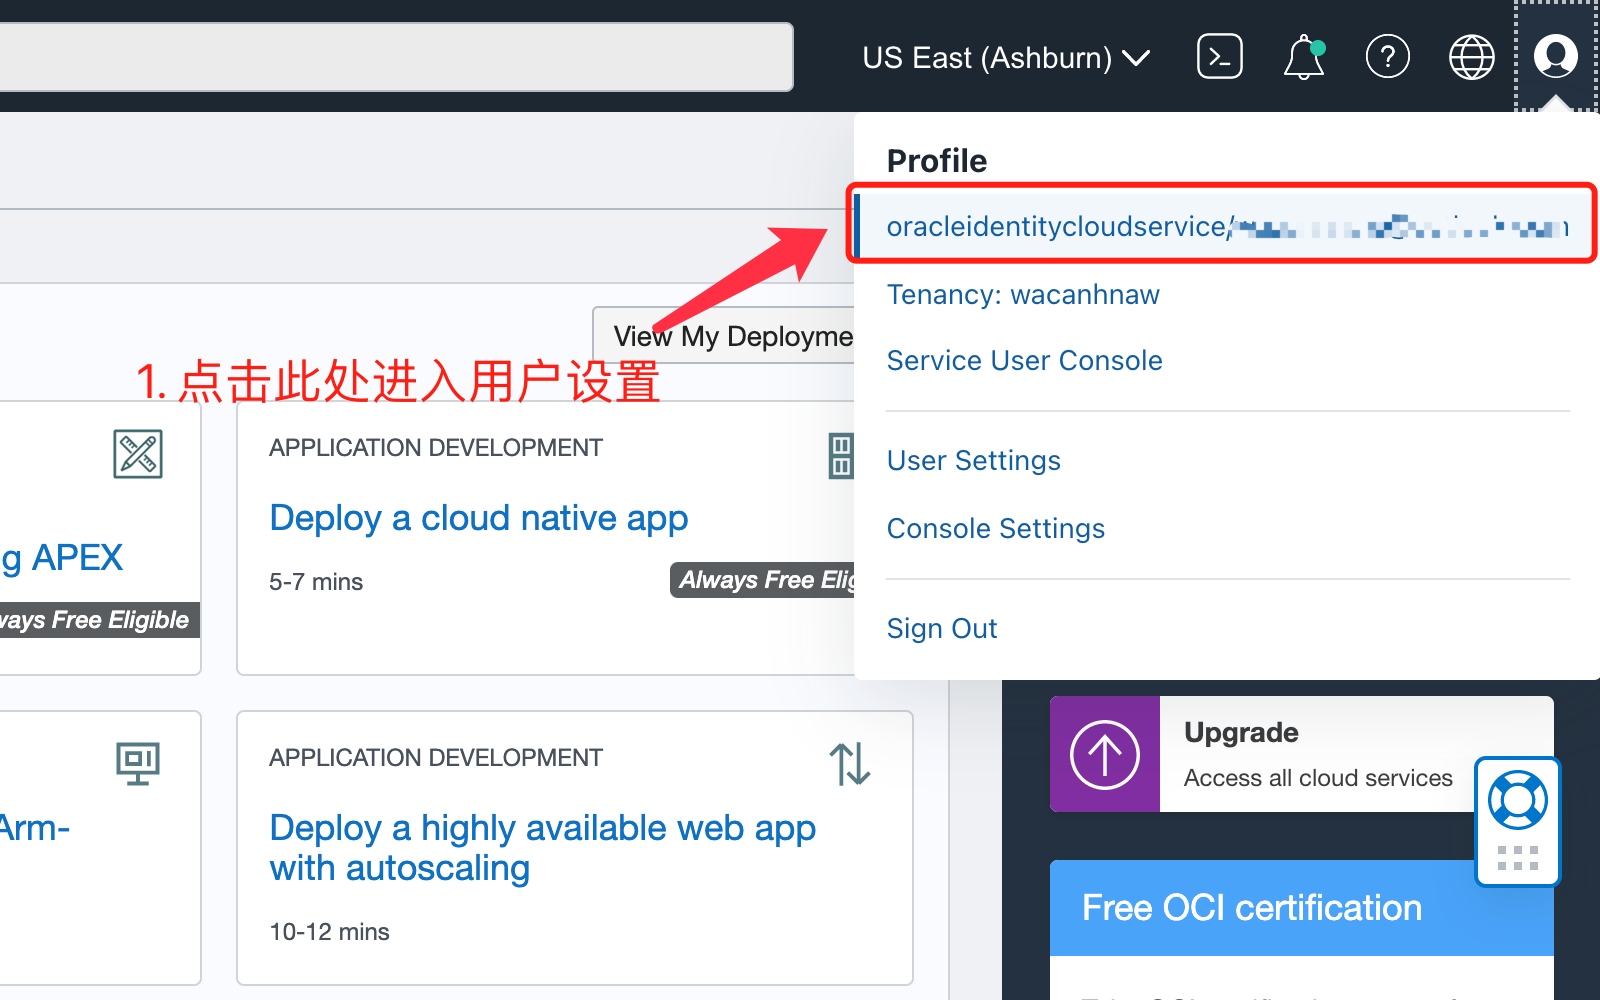 US East (Ashburn)
Profile
oracleidentitycloudservice/
Tenancy: wacanhnaw
Service User Console
User Settings
Console Settings
Sign Out
View My Deployme
1. 点击此处进入用户设置
g APEX
ways Free Eligible
APPLICATION DEVELOPMENT
Deploy a cloud native app
5-7 mins
Always Free Elig
Arm-
APPLICATION DEVELOPMENT
Deploy a highly available web app
with autoscaling
10-12 mins
Upgrade
Access all cloud services
Free OCI certification